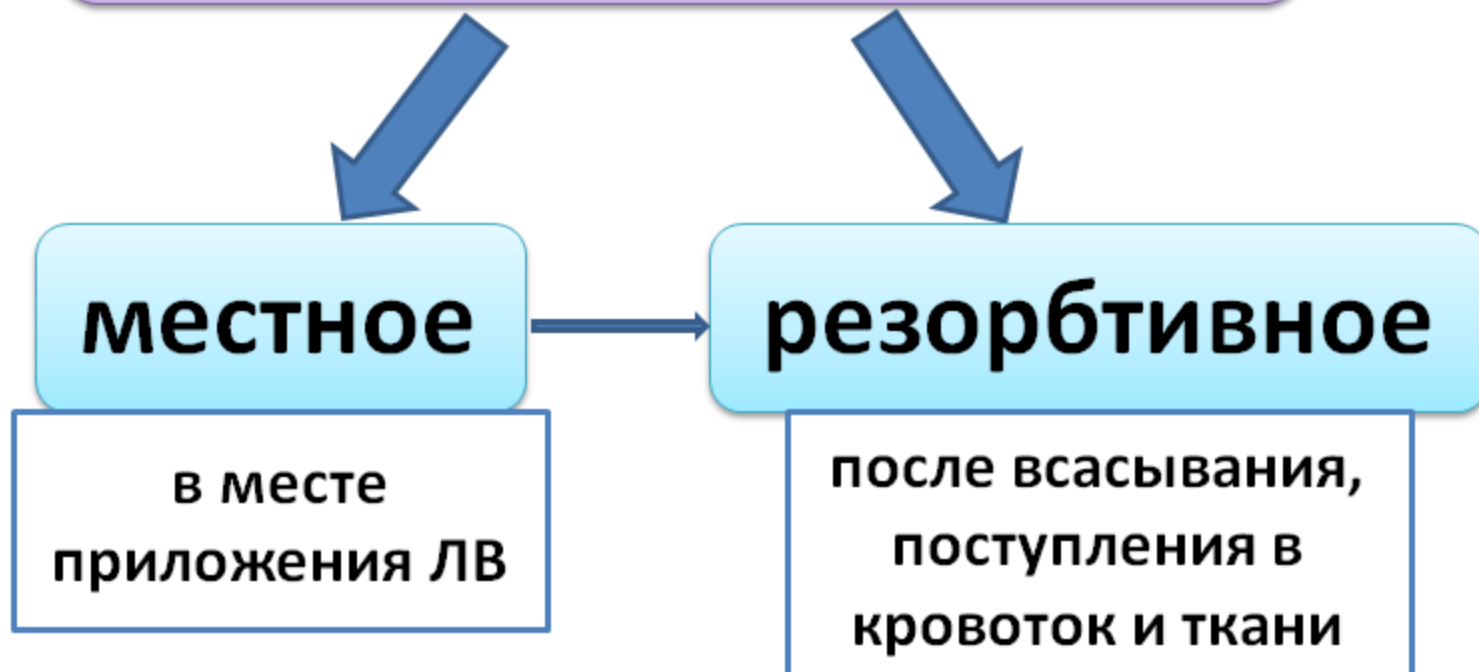 местное
резорбтивное
в месте
приложения ЛВ
после всасывания,
поступления в
кровоток и ткани